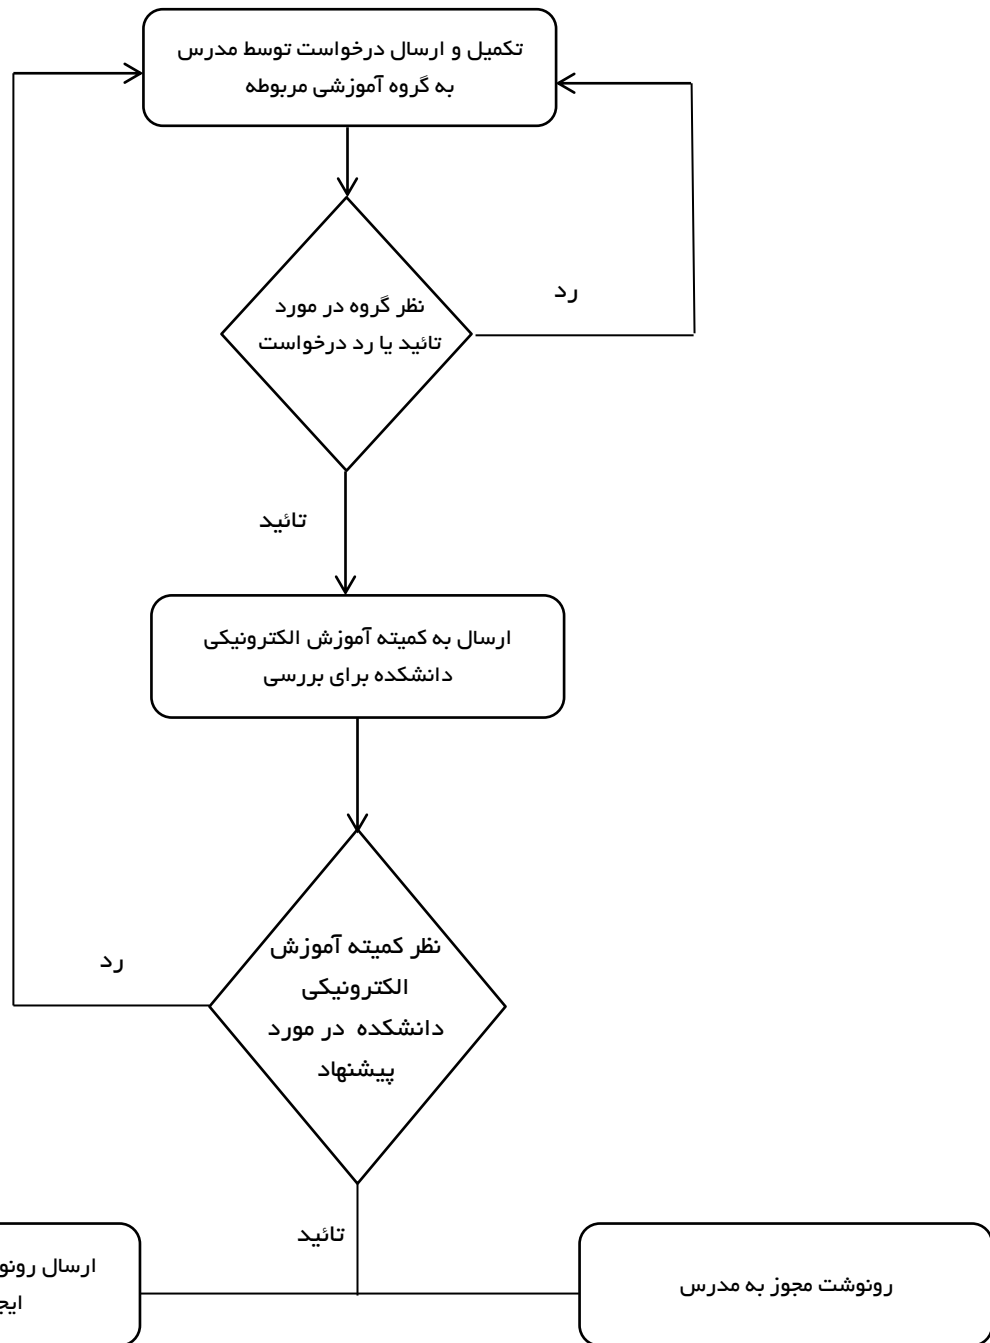 تکمیل و ارسال درخواست توسط مدرس
به گروه آموزشی مربوطه
رد
نظر گروه در مورد
تائید یا رد درخواست
تائید
ارسال به کمیته آموزش الکترونیکی
دانشکده برای بررسی
نظر کمیته آموزش
الکترونیکی
دانشکده در مورد
پیشنهاد
رد
تائید
رونوشت مجوز به مدرس
ارسال